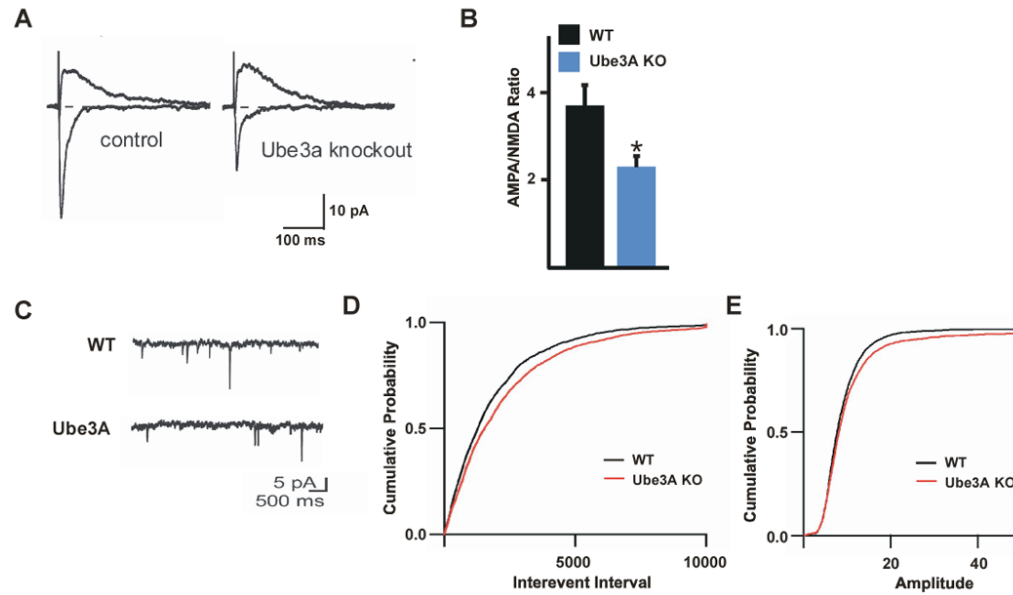 A
control
Ube3a knockout
10 pA
100 ms
B
WT
Ube3A KO
AMPA/NMDA Ratio
4
2
*
C
WT
Ube3A
5 pA
500 ms
D
Cumulative Probability
1.0
0.5
0.0
WT
Ube3A KO
5000
10000
Interevent Interval
E
Cumulative Probability
1.0
0.5
0.0
WT
Ube3A KO
20
40
Amplitude